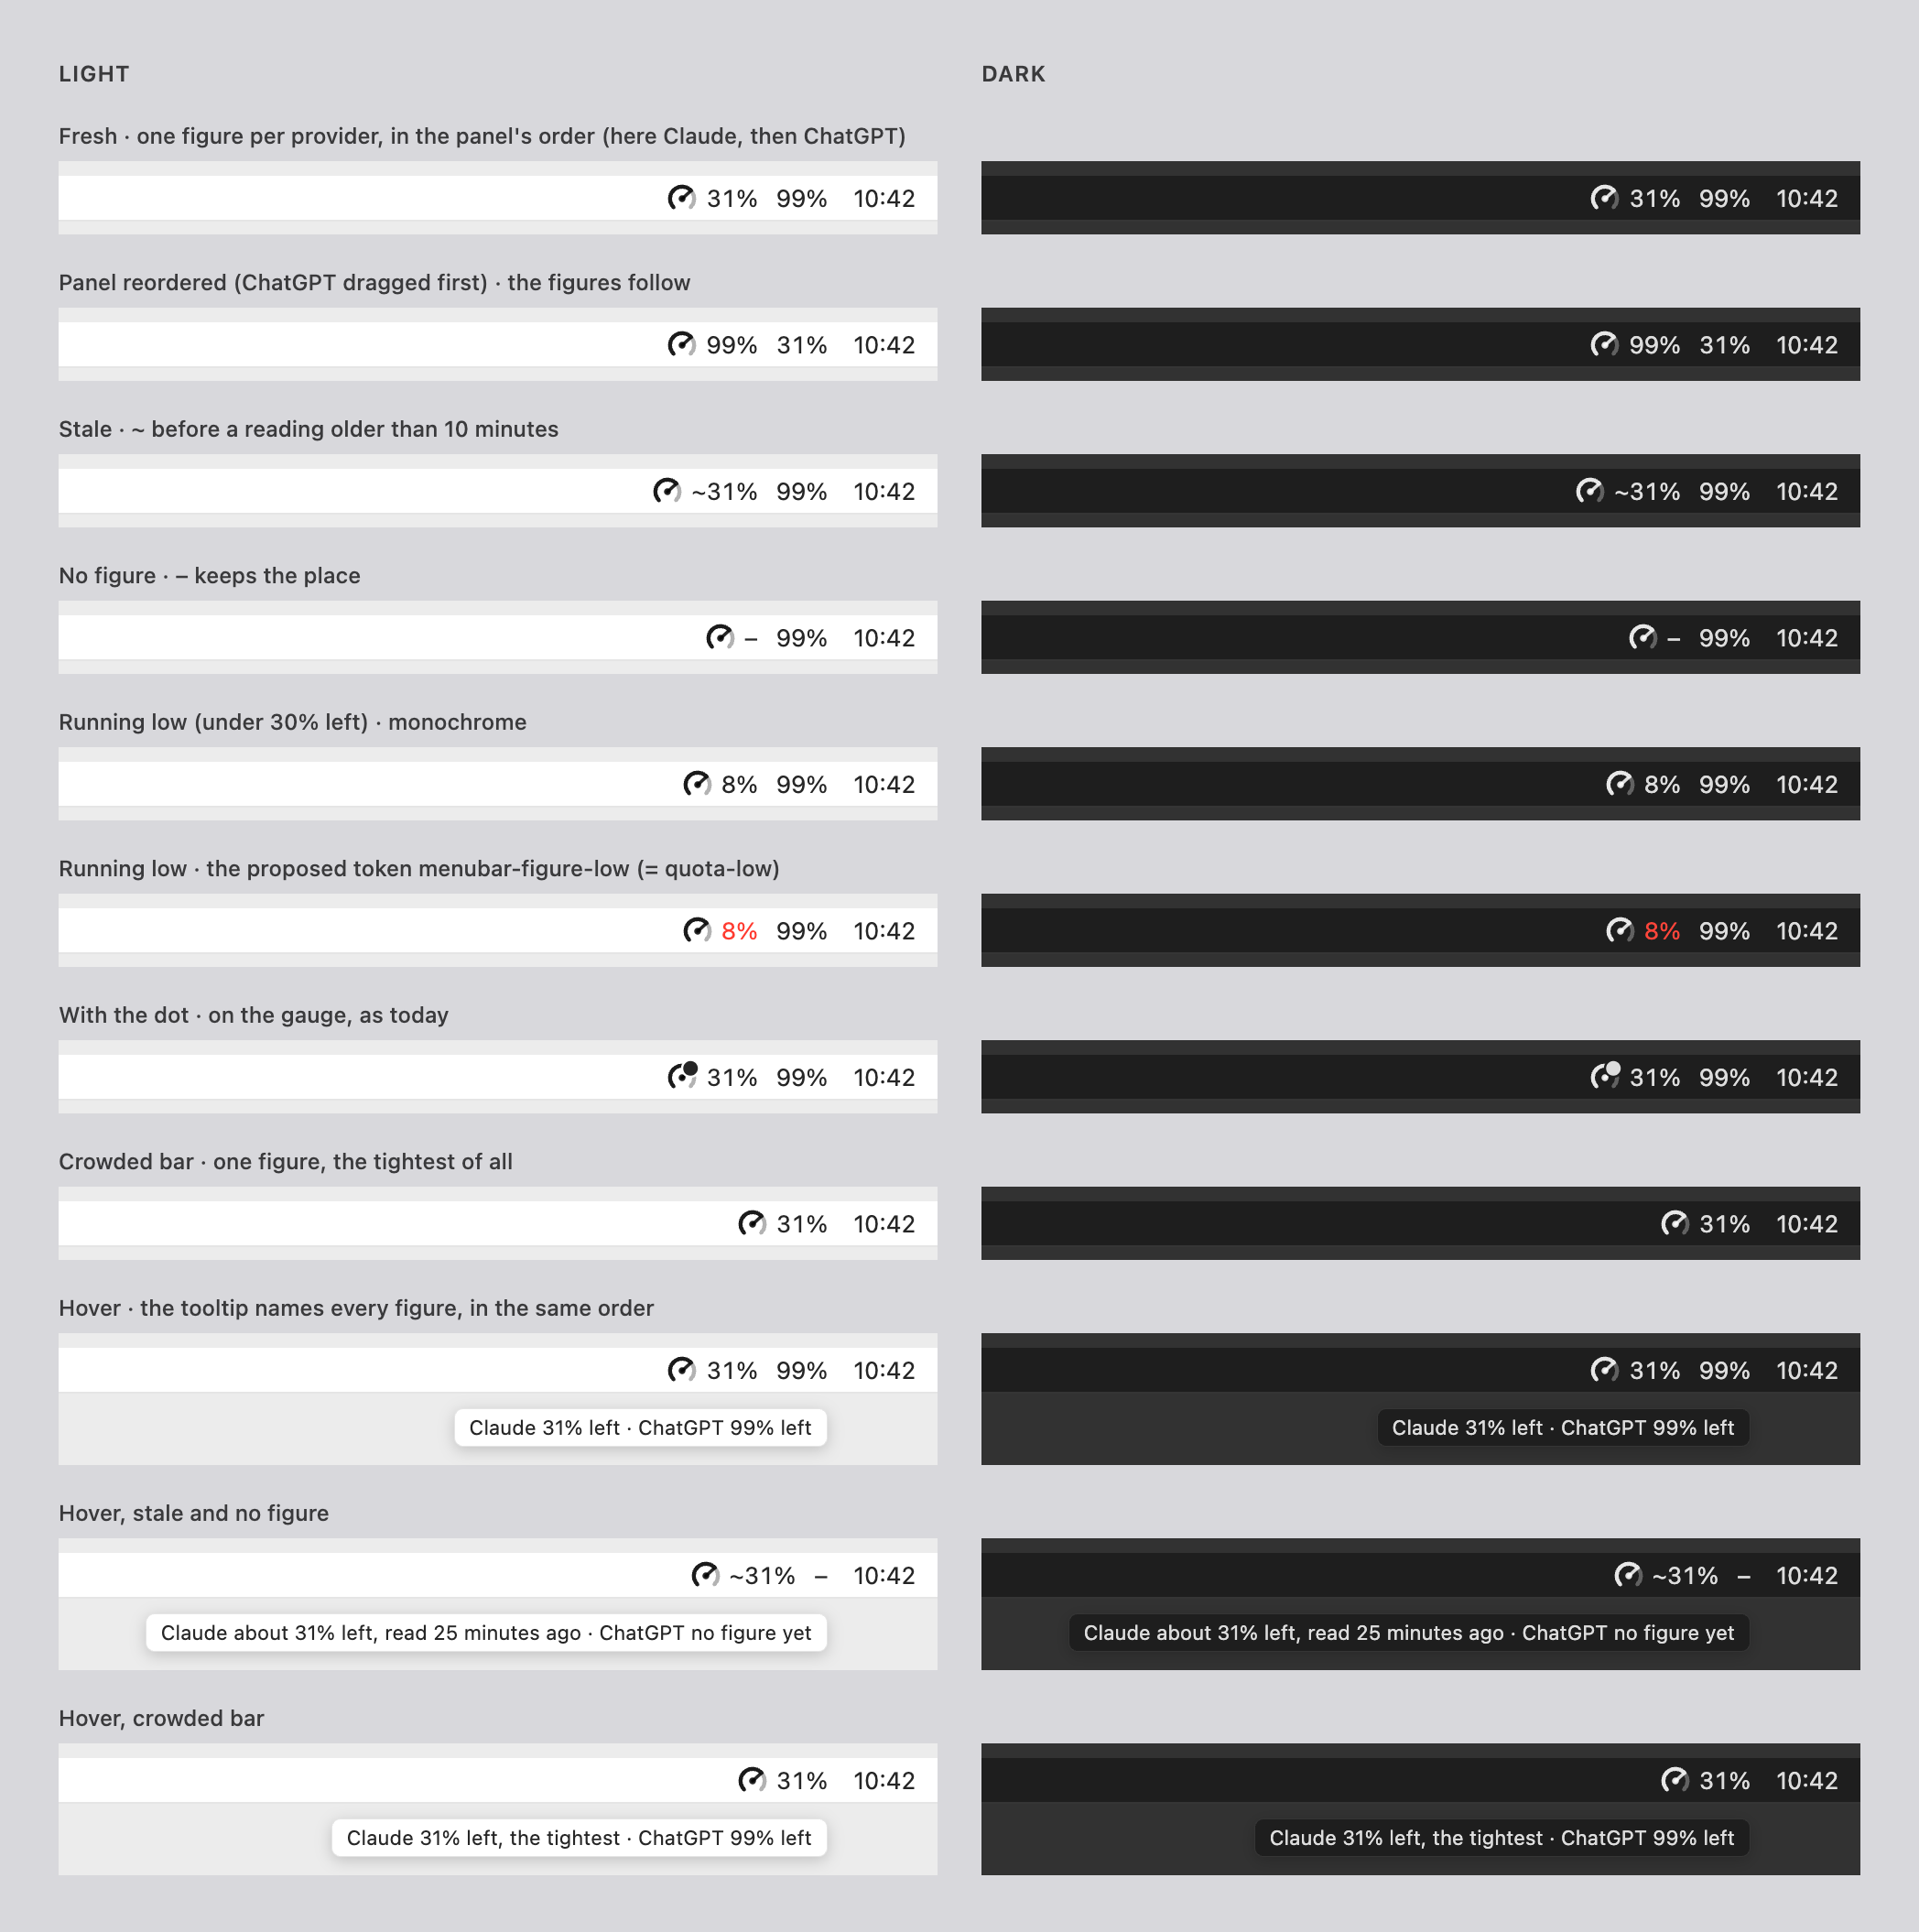 LIGHT DARK
Fresh · one figure per provider, in the panel's order (here Claude, then ChatGPT)
31% 99% 10:42 31% 99% 10:42
Panel reordered (ChatGPT dragged first) · the figures follow
99% 31% 10:42 99% 31% 10:42
Stale · ~ before a reading older than 10 minutes
~31% 99% 10:42 ~31% 99% 10:42
No figure · – keeps the place
– 99% 10:42 – 99% 10:42
Running low (under 30% left) · monochrome
8% 99% 10:42 8% 99% 10:42
Running low · the proposed token menubar-figure-low (= quota-low)
8% 99% 10:42 8% 99% 10:42
With the dot · on the gauge, as today
31% 99% 10:42 31% 99% 10:42
Crowded bar · one figure, the tightest of all
31% 10:42 31% 10:42
Hover · the tooltip names every figure, in the same order
31% 99% 10:42 31% 99% 10:42
Claude 31% left · ChatGPT 99% left Claude 31% left · ChatGPT 99% left
Hover, stale and no figure
~31% – 10:42 ~31% – 10:42
Claude about 31% left, read 25 minutes ago · ChatGPT no figure yet Claude about 31% left, read 25 minutes ago · ChatGPT no figure yet
Hover, crowded bar
31% 10:42 31% 10:42
Claude 31% left, the tightest · ChatGPT 99% left Claude 31% left, the tightest · ChatGPT 99% left